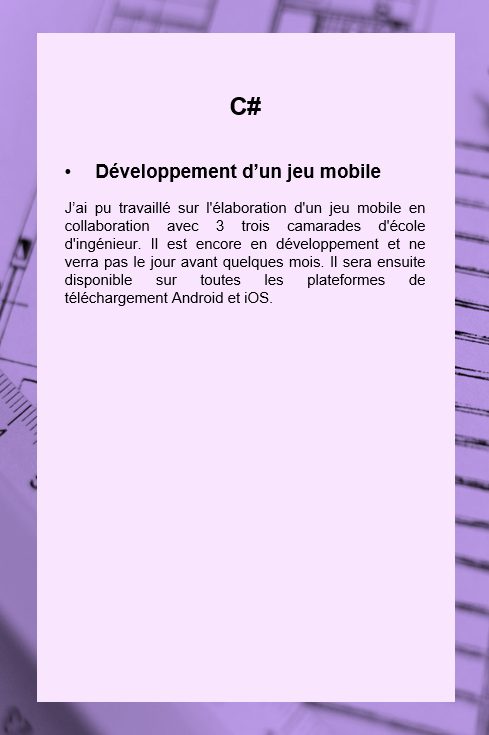 C#
• Développement d’un jeu mobile
J’ai pu travaillé sur l'élaboration d'un jeu mobile en
collaboration avec 3 trois camarades d'école
d'ingénieur. Il est encore en développement et ne
verra pas le jour avant quelques mois. Il sera ensuite
disponible sur toutes les plateformes de
téléchargement Android et iOS.